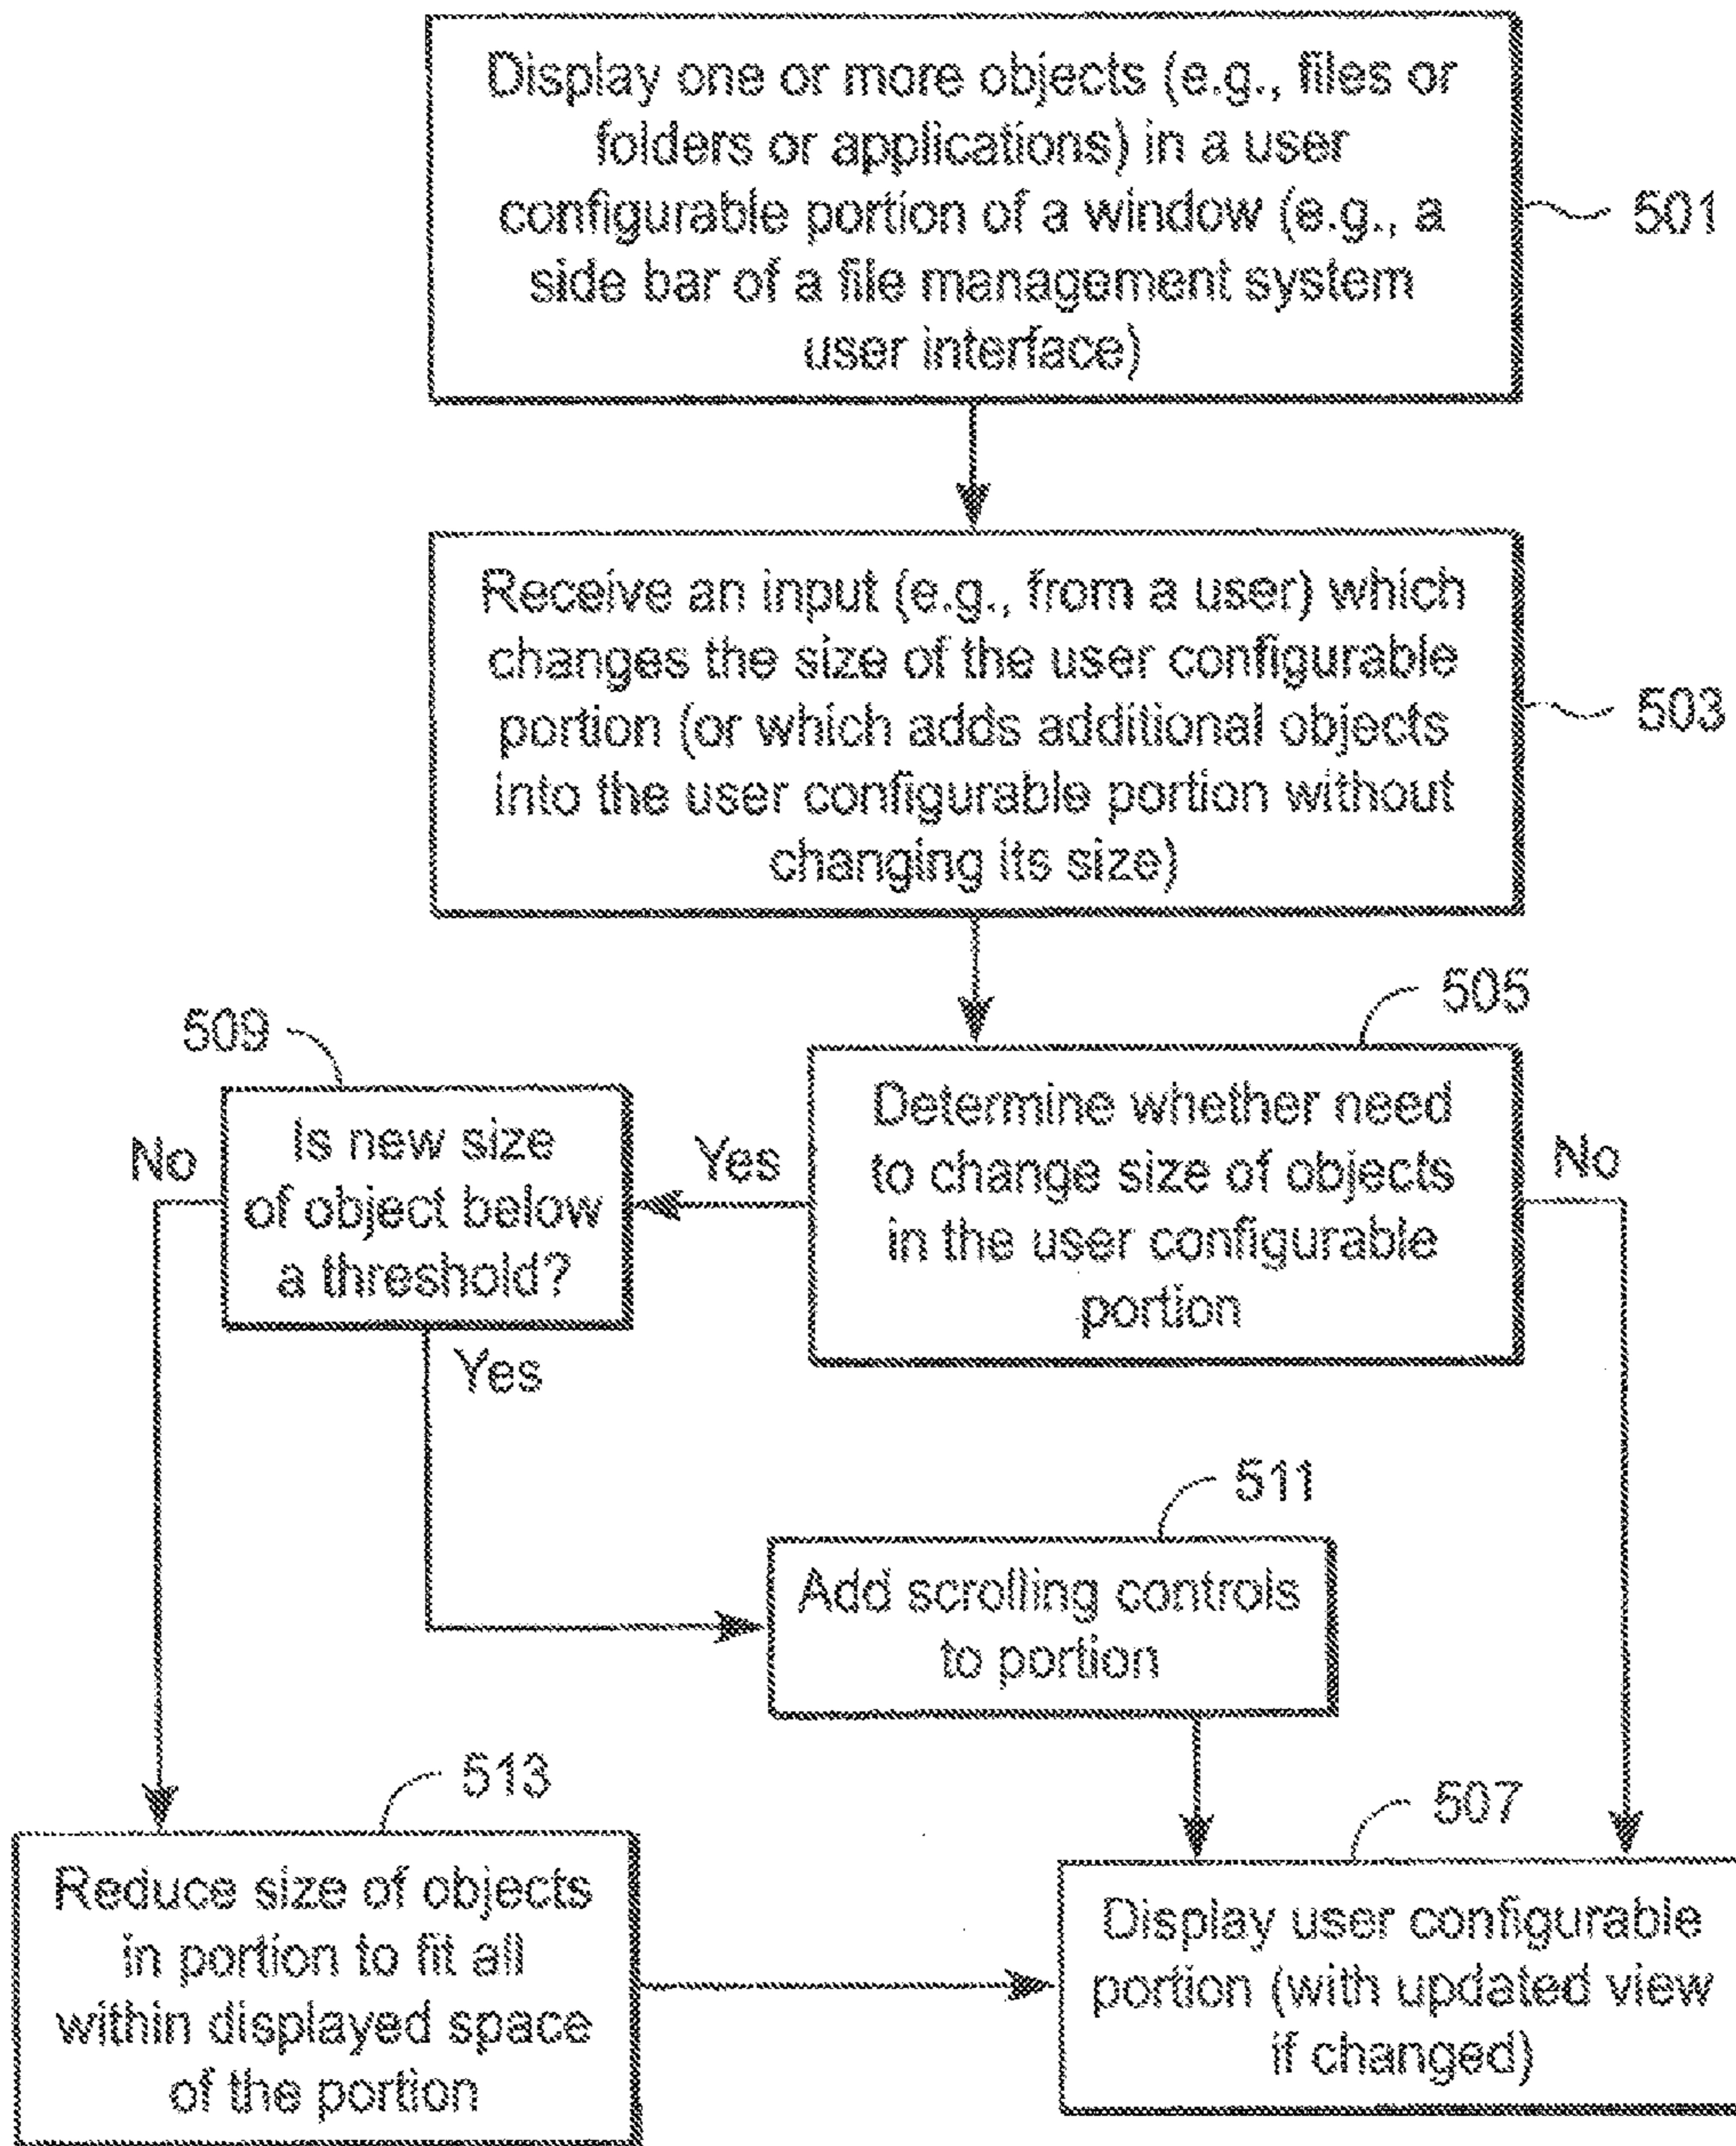 Display one or more objects (e.g., files or
folders or applications) in a user
configurable portion of a window (e.g., a
side bar of a file management system
user interface)
501
Receive an input (e.g., from a user) which
changes the size of the user configurable
portion (or which adds additional objects
into the user configurable portion without
changing its size)
503
505
509
Determine whether need
to change size of objects
in the user configurable
portion
Is new size
of object below
a threshold?
No
Yes
No
Yes
511
Add scrolling controls
to portion
513
507
Reduce size of objects
in portion to fit all
within displayed space
of the portion
Display user configurable
portion (with updated view
if changed)